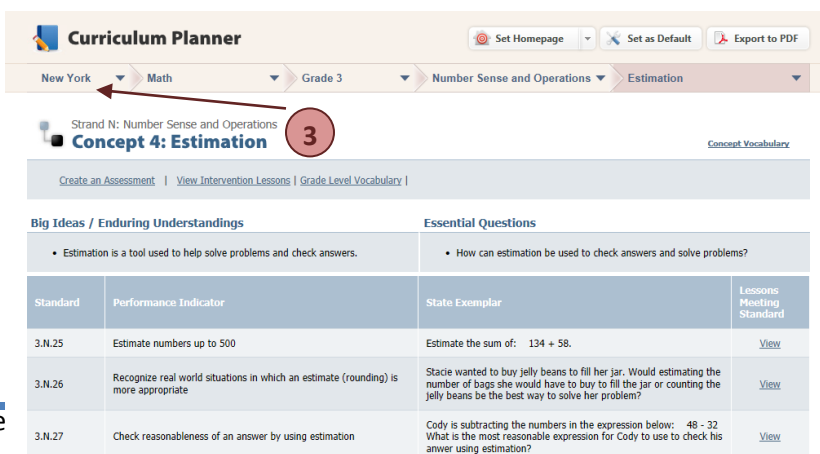 Curriculum Planner
Set Homepage
Set as Default
Export to PDF
New York
Math
Grade 3
Number Sense and Operations
Estimation
3
Strand N: Number Sense and Operations
Concept 4: Estimation
Concept Vocabulary
Create an Assessment | View Intervention Lessons | Grade Level Vocabulary |
Big Ideas / Enduring Understandings
Essential Questions
• Estimation is a tool used to help solve problems and check answers.
• How can estimation be used to check answers and solve problems?
Standard
Performance Indicator
State Exemplar
Lessons
Meeting
Standard
3.N.25
Estimate numbers up to 500
Estimate the sum of: 134 + 58.
View
3.N.26
Recognize real world situations in which an estimate (rounding) is
more appropriate
Stacie wanted to buy jelly beans to fill her jar. Would estimating the
number of bags she would have to buy to fill the jar or counting the
jelly beans be the best way to solve her problem?
View
e
3.N.27
Check reasonableness of an answer by using estimation
Cody is subtracting the numbers in the expression below: 48 - 32
What is the most reasonable expression for Cody to use to check his
anwer using estimation?
View